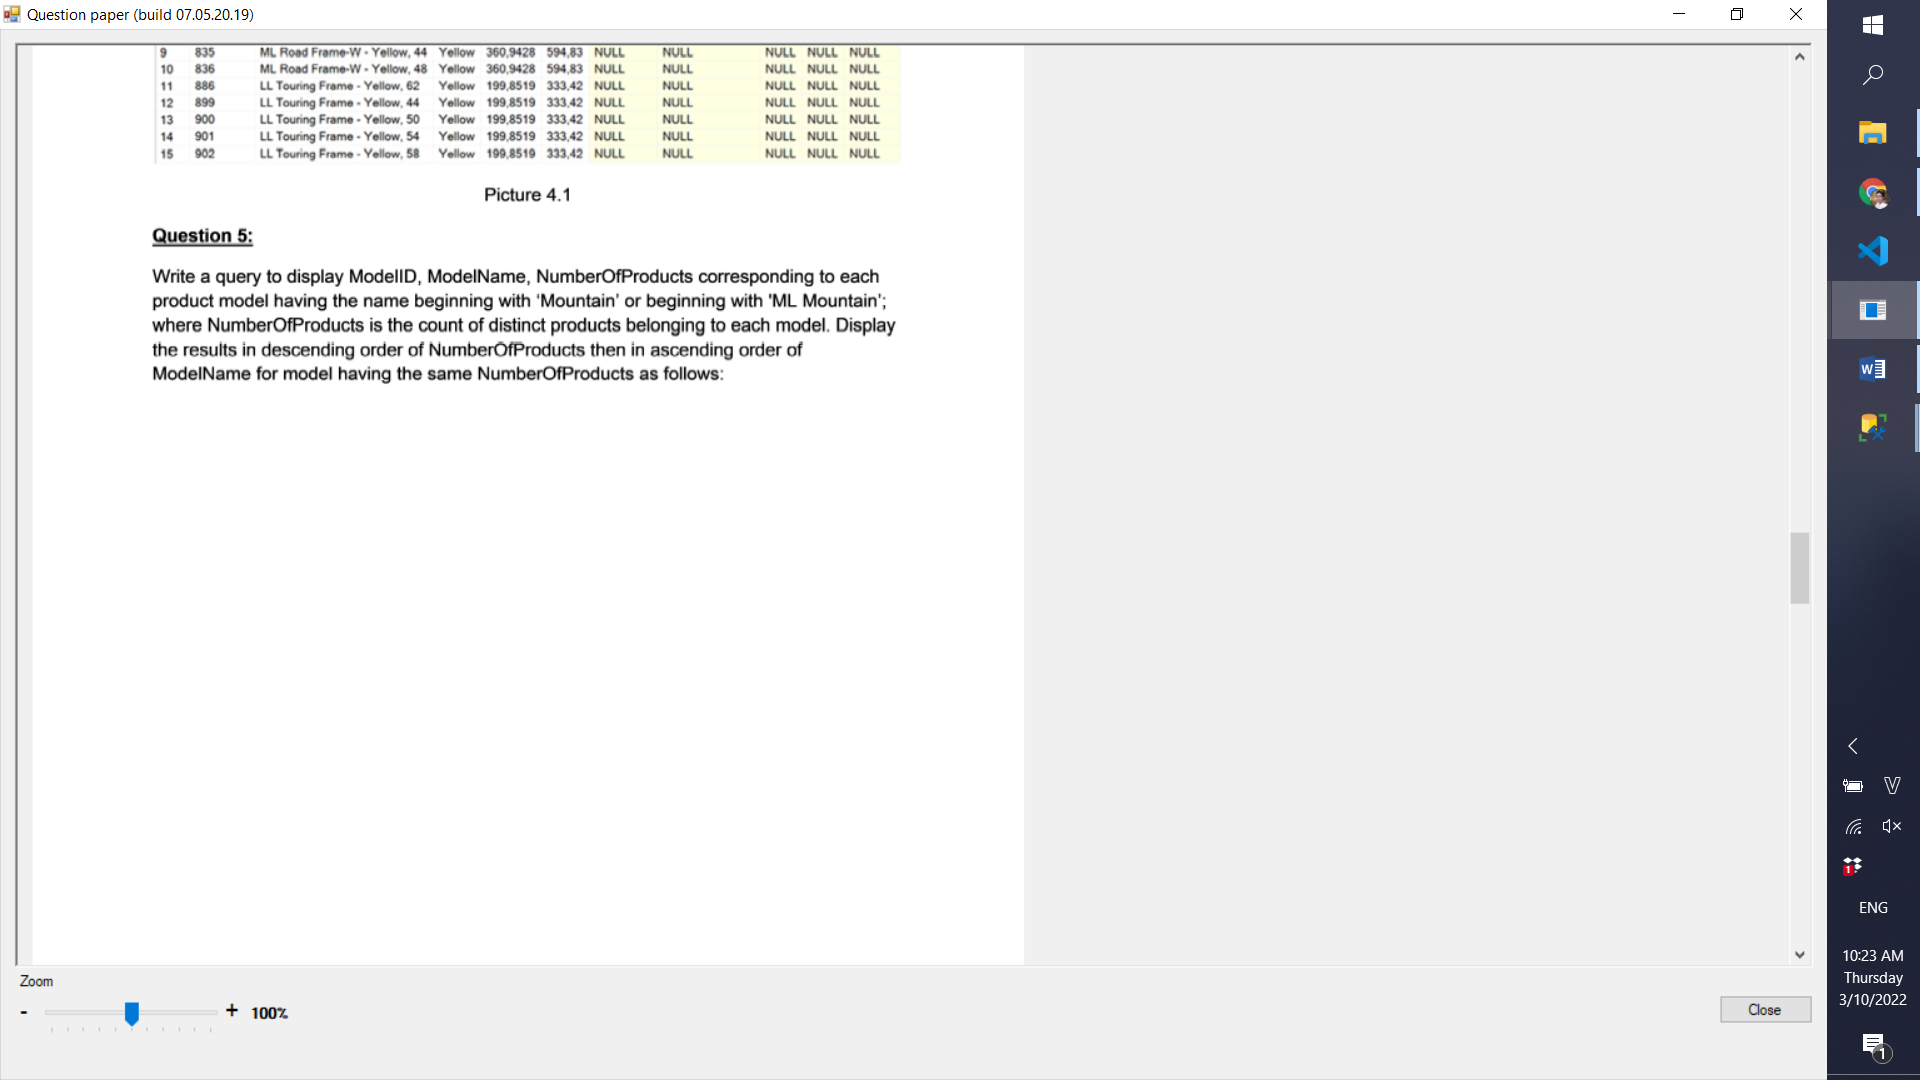 Question paper (build 07.05.20.19)
9 835 ML Road Frame-W - Yellow, 44 Yellow 360,9428 594,83 NULL NULL NULL NULL NULL
10 836 ML Road Frame-W - Yellow, 48 Yellow 360,9428 594,83 NULL NULL NULL NULL NULL
11 886 LL Touring Frame - Yellow, 62 Yellow 199,8519 333,42 NULL NULL NULL NULL NULL
12 899 LL Touring Frame - Yellow, 44 Yellow 199,8519 333,42 NULL NULL NULL NULL NULL
13 900 LL Touring Frame - Yellow, 50 Yellow 199,8519 333,42 NULL NULL NULL NULL NULL
14 901 LL Touring Frame - Yellow, 54 Yellow 199,8519 333,42 NULL NULL NULL NULL NULL
15 902 LL Touring Frame - Yellow, 58 Yellow 199,8519 333,42 NULL NULL NULL NULL NULL
Picture 4.1
Question 5:
Write a query to display ModelID, ModelName, NumberOfProducts corresponding to each
product model having the name beginning with ‘Mountain’ or beginning with 'ML Mountain’;
where NumberOfProducts is the count of distinct products belonging to each model. Display
the results in descending order of NumberOfProducts then in ascending order of
ModelName for model having the same NumberOfProducts as follows:
Zoom
- + 100%
Close
W
1
ENG
10:23 AM
Thursday
3/10/2022
1